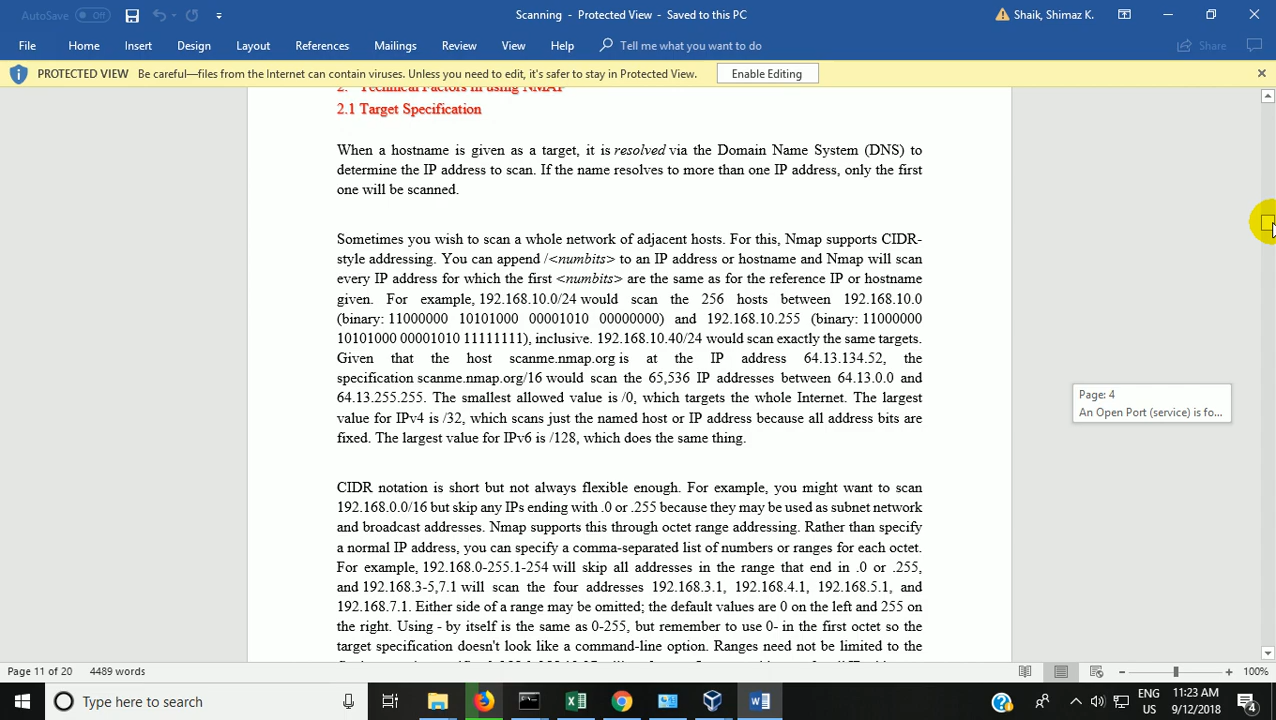 AutoSave Off
Scanning - Protected View - Saved to this PC
Shaik, Shimaz K.
File Home Insert Design Layout References Mailings Review View Help Tell me what you want to do Share
PROTECTED VIEW Be careful—files from the Internet can contain viruses. Unless you need to edit, it's safer to stay in Protected View. Enable Editing
2. Technical Factors in using NMAP
2.1 Target Specification
When a hostname is given as a target, it is resolved via the Domain Name System (DNS) to
determine the IP address to scan. If the name resolves to more than one IP address, only the first
one will be scanned.
Sometimes you wish to scan a whole network of adjacent hosts. For this, Nmap supports CIDR-
style addressing. You can append /<numbits> to an IP address or hostname and Nmap will scan
every IP address for which the first <numbits> are the same as for the reference IP or hostname
given. For example, 192.168.10.0/24 would scan the 256 hosts between 192.168.10.0
(binary: 11000000 10101000 00001010 00000000) and 192.168.10.255 (binary: 11000000
10101000 00001010 11111111), inclusive. 192.168.10.40/24 would scan exactly the same targets.
Given that the host scanme.nmap.org is at the IP address 64.13.134.52, the
specification scanme.nmap.org/16 would scan the 65,536 IP addresses between 64.13.0.0 and
64.13.255.255. The smallest allowed value is /0, which targets the whole Internet. The largest
value for IPv4 is /32, which scans just the named host or IP address because all address bits are
fixed. The largest value for IPv6 is /128, which does the same thing.
Page: 4
An Open Port (service) is fo...
CIDR notation is short but not always flexible enough. For example, you might want to scan
192.168.0.0/16 but skip any IPs ending with .0 or .255 because they may be used as subnet network
and broadcast addresses. Nmap supports this through octet range addressing. Rather than specify
a normal IP address, you can specify a comma-separated list of numbers or ranges for each octet.
For example, 192.168.0-255.1-254 will skip all addresses in the range that end in .0 or .255,
and 192.168.3-5,7.1 will scan the four addresses 192.168.3.1, 192.168.4.1, 192.168.5.1, and
192.168.7.1. Either side of a range may be omitted; the default values are 0 on the left and 255 on
the right. Using - by itself is the same as 0-255, but remember to use 0- in the first octet so the
target specification doesn't look like a command-line option. Ranges need not be limited to the
Page 11 of 20 4489 words
100%
Type here to search
ENG
US
11:23 AM
9/12/2018
4